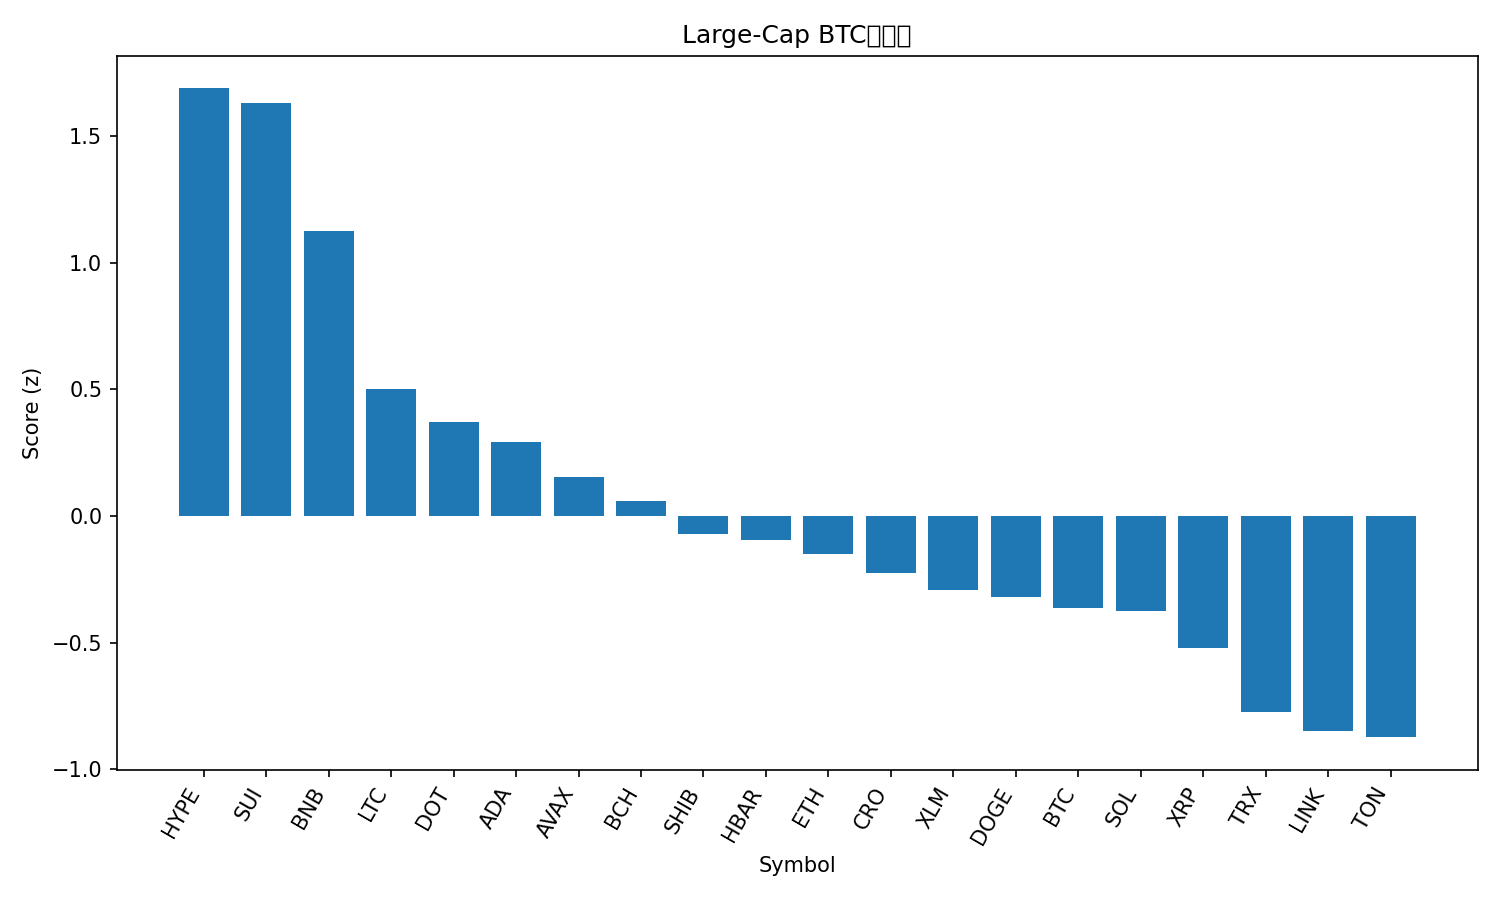 Large-Cap BTC
Score (z)
1.5
1.0
0.5
0.0
−0.5
−1.0
HYPE
SUI
BNB
LTC
DOT
ADA
AVAX
BCH
SHIB
HBAR
ETH
CRO
XLM
DOGE
BTC
SOL
XRP
TRX
LINK
TON
Symbol